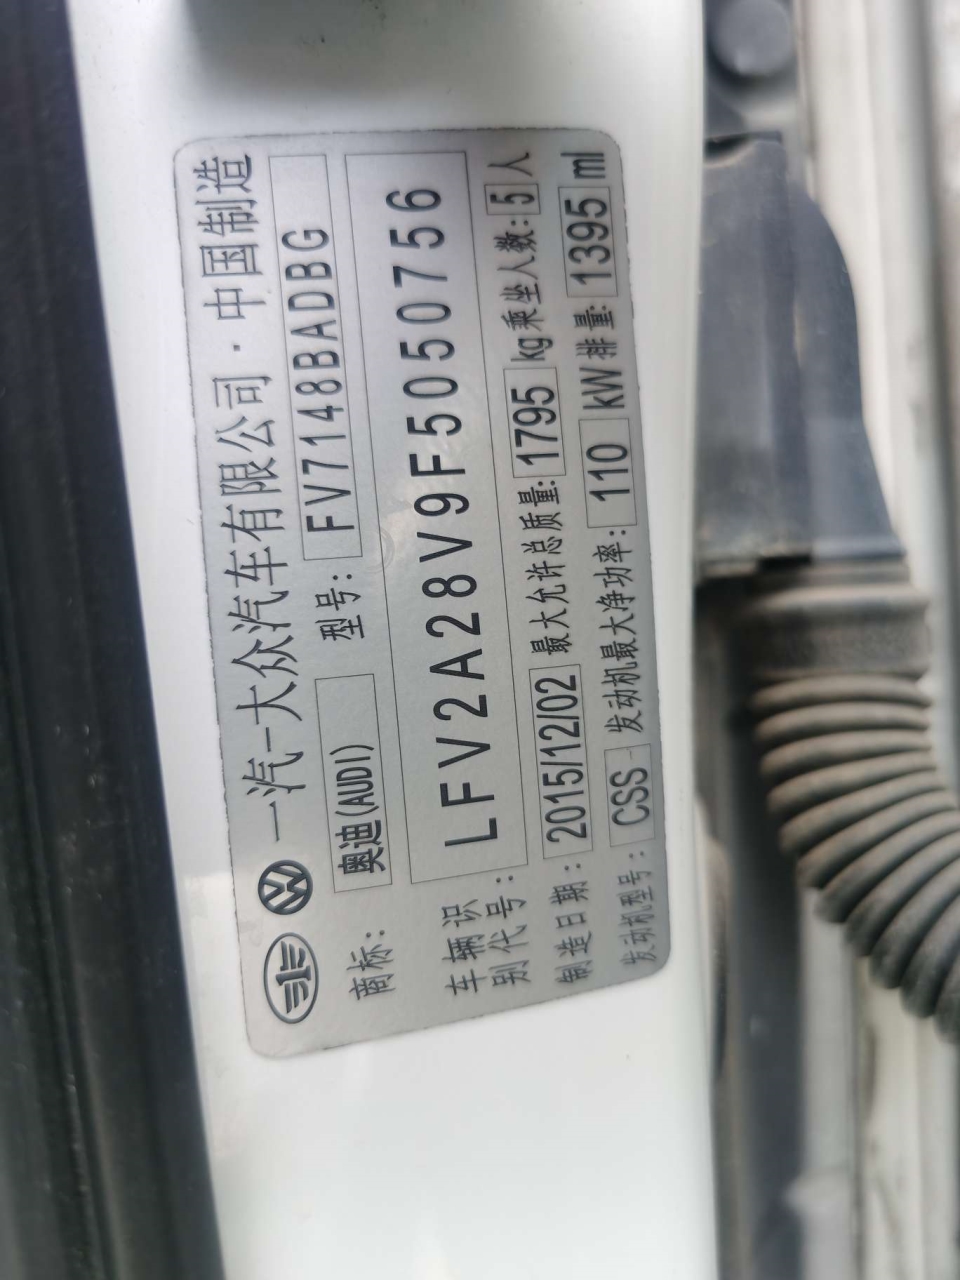 一汽-大众汽车有限公司·中国制造
商标: 奥迪(AUDI) 型号: FV7148BADBG
车辆识别代号: LFV2A28V9F5050756
制造日期: 2015/12/02 最大允许总质量: 1795 kg 乘坐人数: 5 人
发动机型号: CSS 发动机最大净功率: 110 kW 排量: 1395 ml